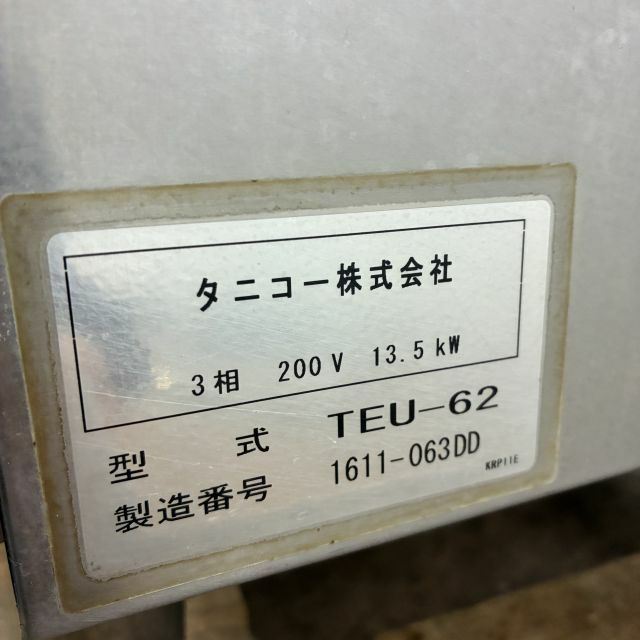 タニコー株式会社
3相 200V 13.5kW
型式 TEU-62
製造番号 1611-063DD
KRP11E